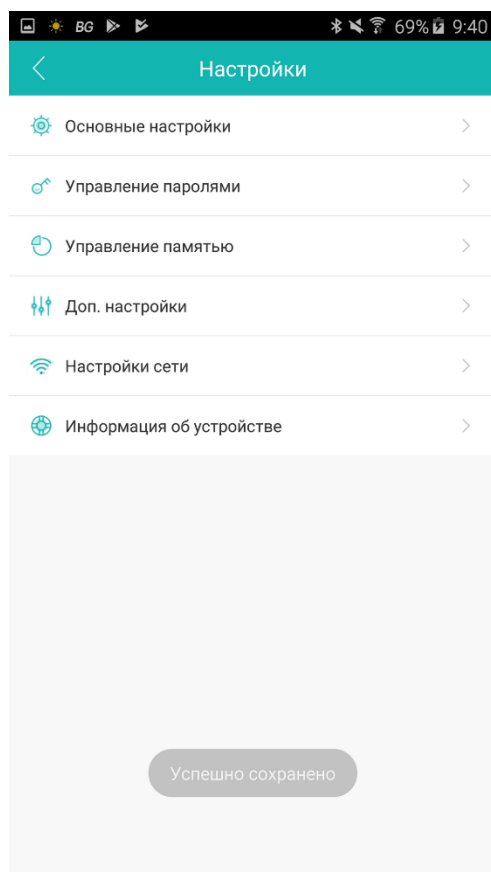 BG 69% 9:40
Настройки
Основные настройки
Управление паролями
Управление памятью
Доп. настройки
Настройки сети
Информация об устройстве
Успешно сохранено